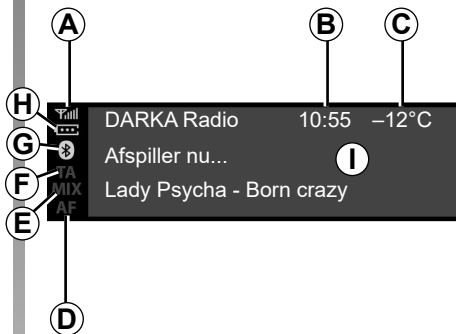 A B C
H DARKA Radio 10:55 –12°C
G Afspiller nu... I
F TA
E MIX Lady Psycha - Born crazy
AF
D